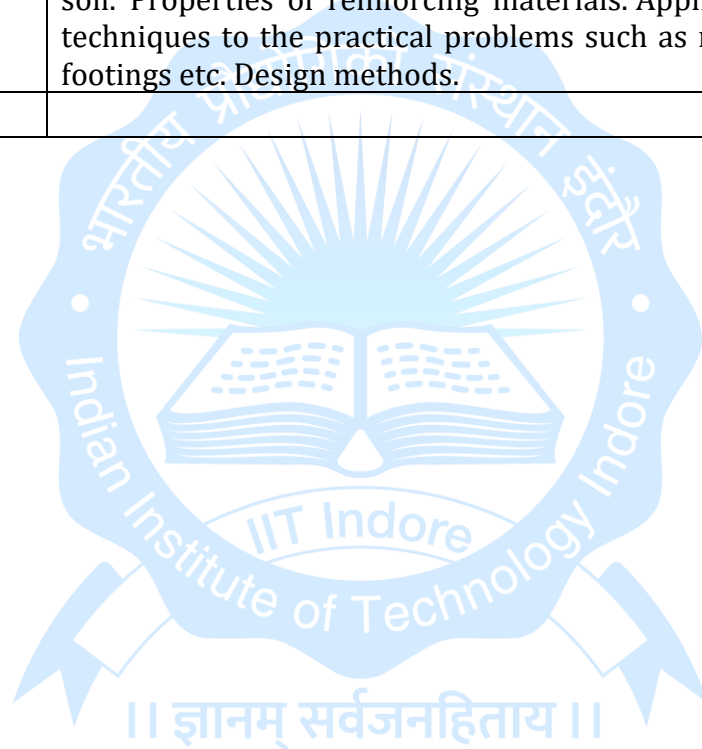 soil. Properties of reinforcing materials. Appl
techniques to the practical problems such as
footings etc. Design methods.
भारतीय प्रौद्योगिकी संस्थान इंदौर
Indian Institute of Technology Indore
IIT Indore
।। ज्ञानम् सर्वजनहिताय ।।